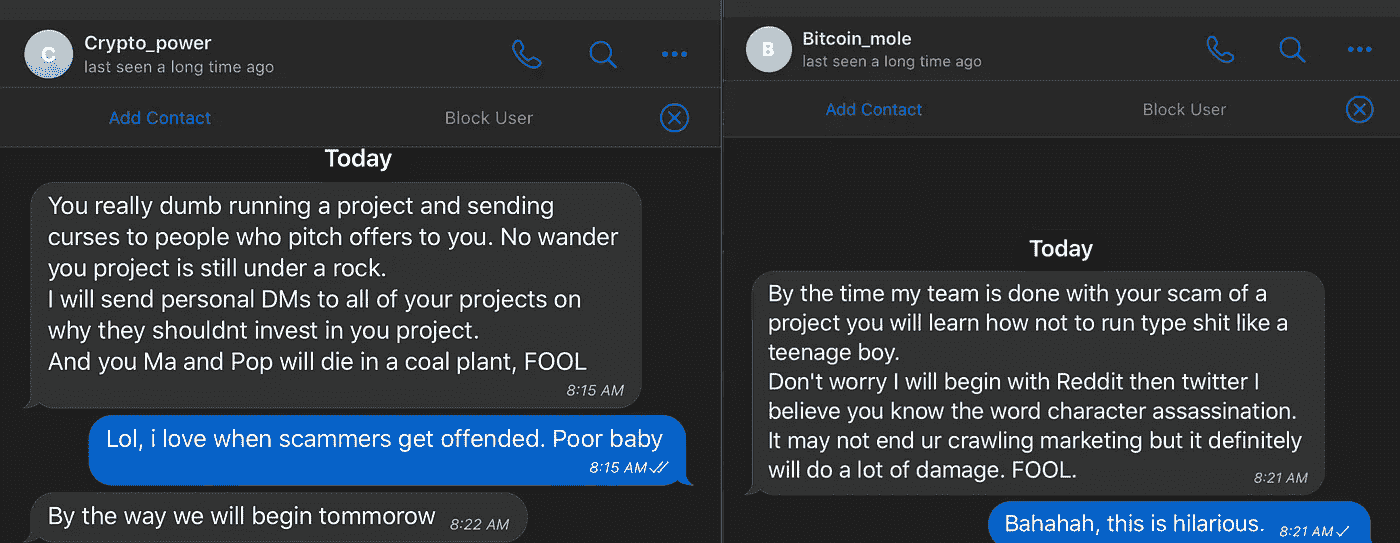 C
Crypto_power
last seen a long time ago
Add Contact
Block User
Today
You really dumb running a project and sending
curses to people who pitch offers to you. No wander
you project is still under a rock.
I will send personal DMs to all of your projects on
why they shouldnt invest in you project.
And you Ma and Pop will die in a coal plant, FOOL
8:15 AM
Lol, i love when scammers get offended. Poor baby
8:15 AM
By the way we will begin tommorow 8:22 AM
B
Bitcoin_mole
last seen a long time ago
Add Contact
Block User
Today
By the time my team is done with your scam of a
project you will learn how not to run type shit like a
teenage boy.
Don't worry I will begin with Reddit then twitter I
believe you know the word character assassination.
It may not end ur crawling marketing but it definitely
will do a lot of damage. FOOL.
8:21 AM
Bahahah, this is hilarious. 8:21 AM